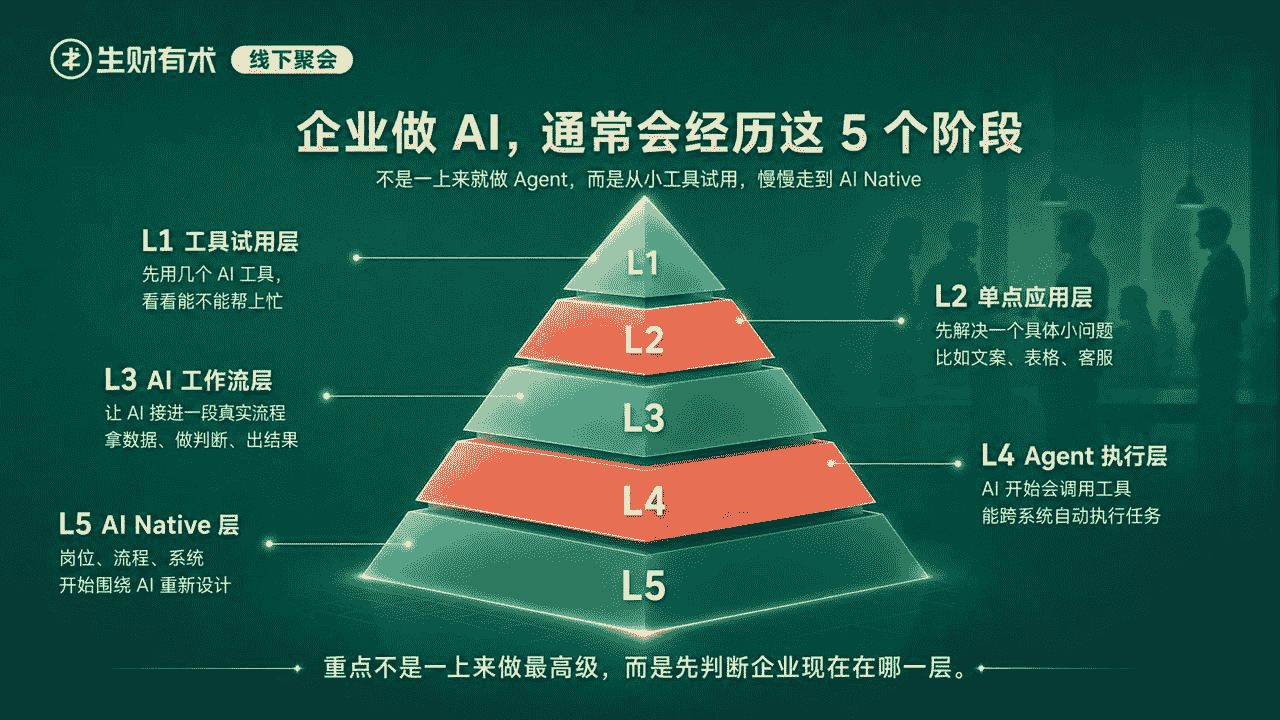 生财有术 线下聚会
企业做 AI，通常会经历这 5 个阶段
不是一上来就做 Agent，而是从小工具试用，慢慢走到 AI Native
L1 工具试用层
先用几个 AI 工具，
看看能不能帮上忙
L1
L2 单点应用层
先解决一个具体小问题
比如文案、表格、客服
L2
L3 AI 工作流层
让 AI 接进一段真实流程
拿数据、做判断、出结果
L3
L4 Agent 执行层
AI 开始会调用工具
能跨系统自动执行任务
L4
L5 AI Native 层
岗位、流程、系统
开始围绕 AI 重新设计
L5
重点不是一上来做最高级，而是先判断企业现在在哪一层。